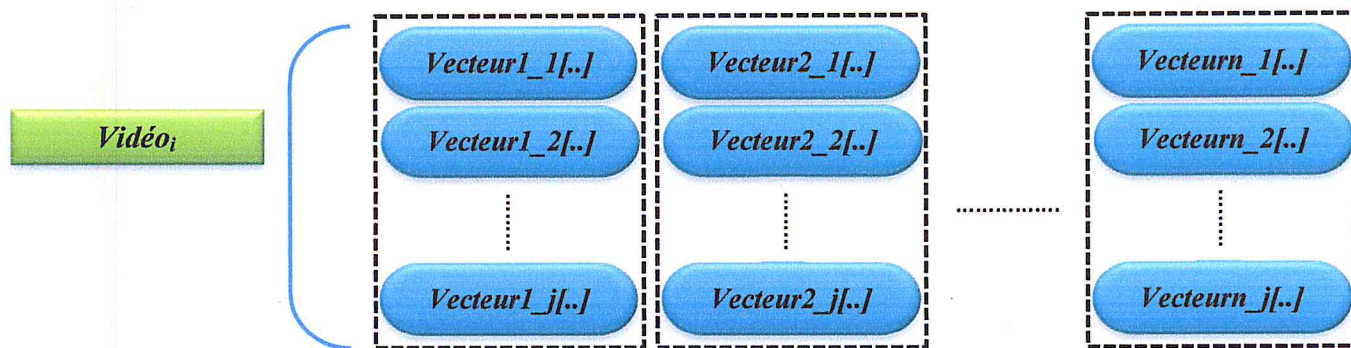 Vecteur1_1[..] Vecteur2_1[..] Vecteurn_1[..]
Vidéoi
Vecteur1_2[..] Vecteur2_2[..] Vecteurn_2[..]
Vecteur1_j[..] Vecteur2_j[..] Vecteurn_j[..]